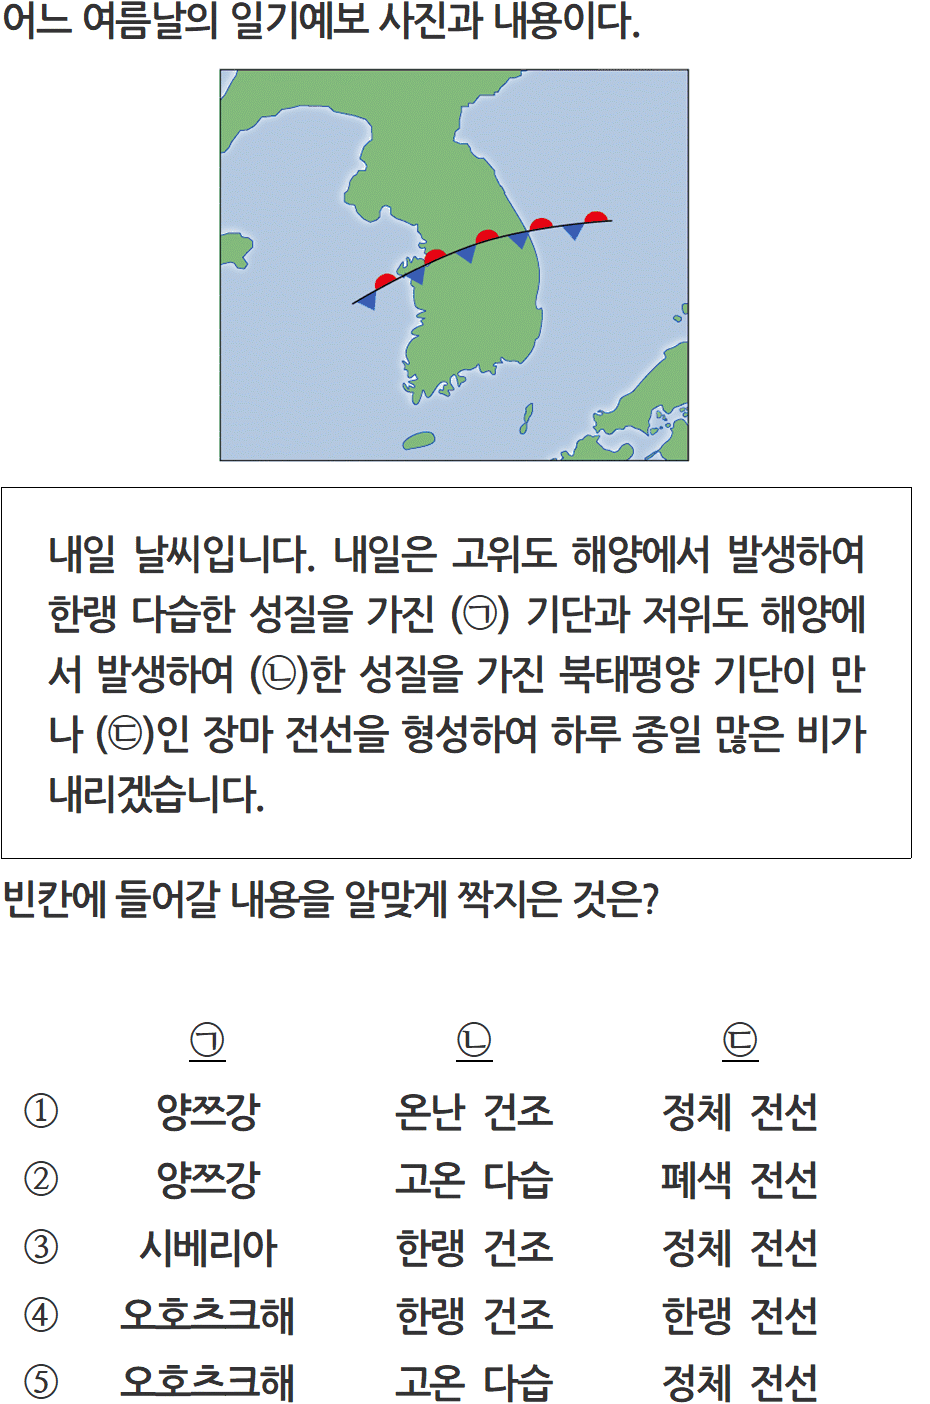 어느 여름날의 일기예보 사진과 내용이다.
내일 날씨입니다. 내일은 고위도 해양에서 발생하여
한랭 다습한 성질을 가진 (㉠) 기단과 저위도 해양에
서 발생하여 (㉡)한 성질을 가진 북태평양 기단이 만
나 (㉢)인 장마 전선을 형성하여 하루 종일 많은 비가
내리겠습니다.
빈칸에 들어갈 내용을 알맞게 짝지은 것은?
㉠ ㉡ ㉢
① 양쯔강 온난 건조 정체 전선
② 양쯔강 고온 다습 폐색 전선
③ 시베리아 한랭 건조 정체 전선
④ 오호츠크해 한랭 건조 한랭 전선
⑤ 오호츠크해 고온 다습 정체 전선